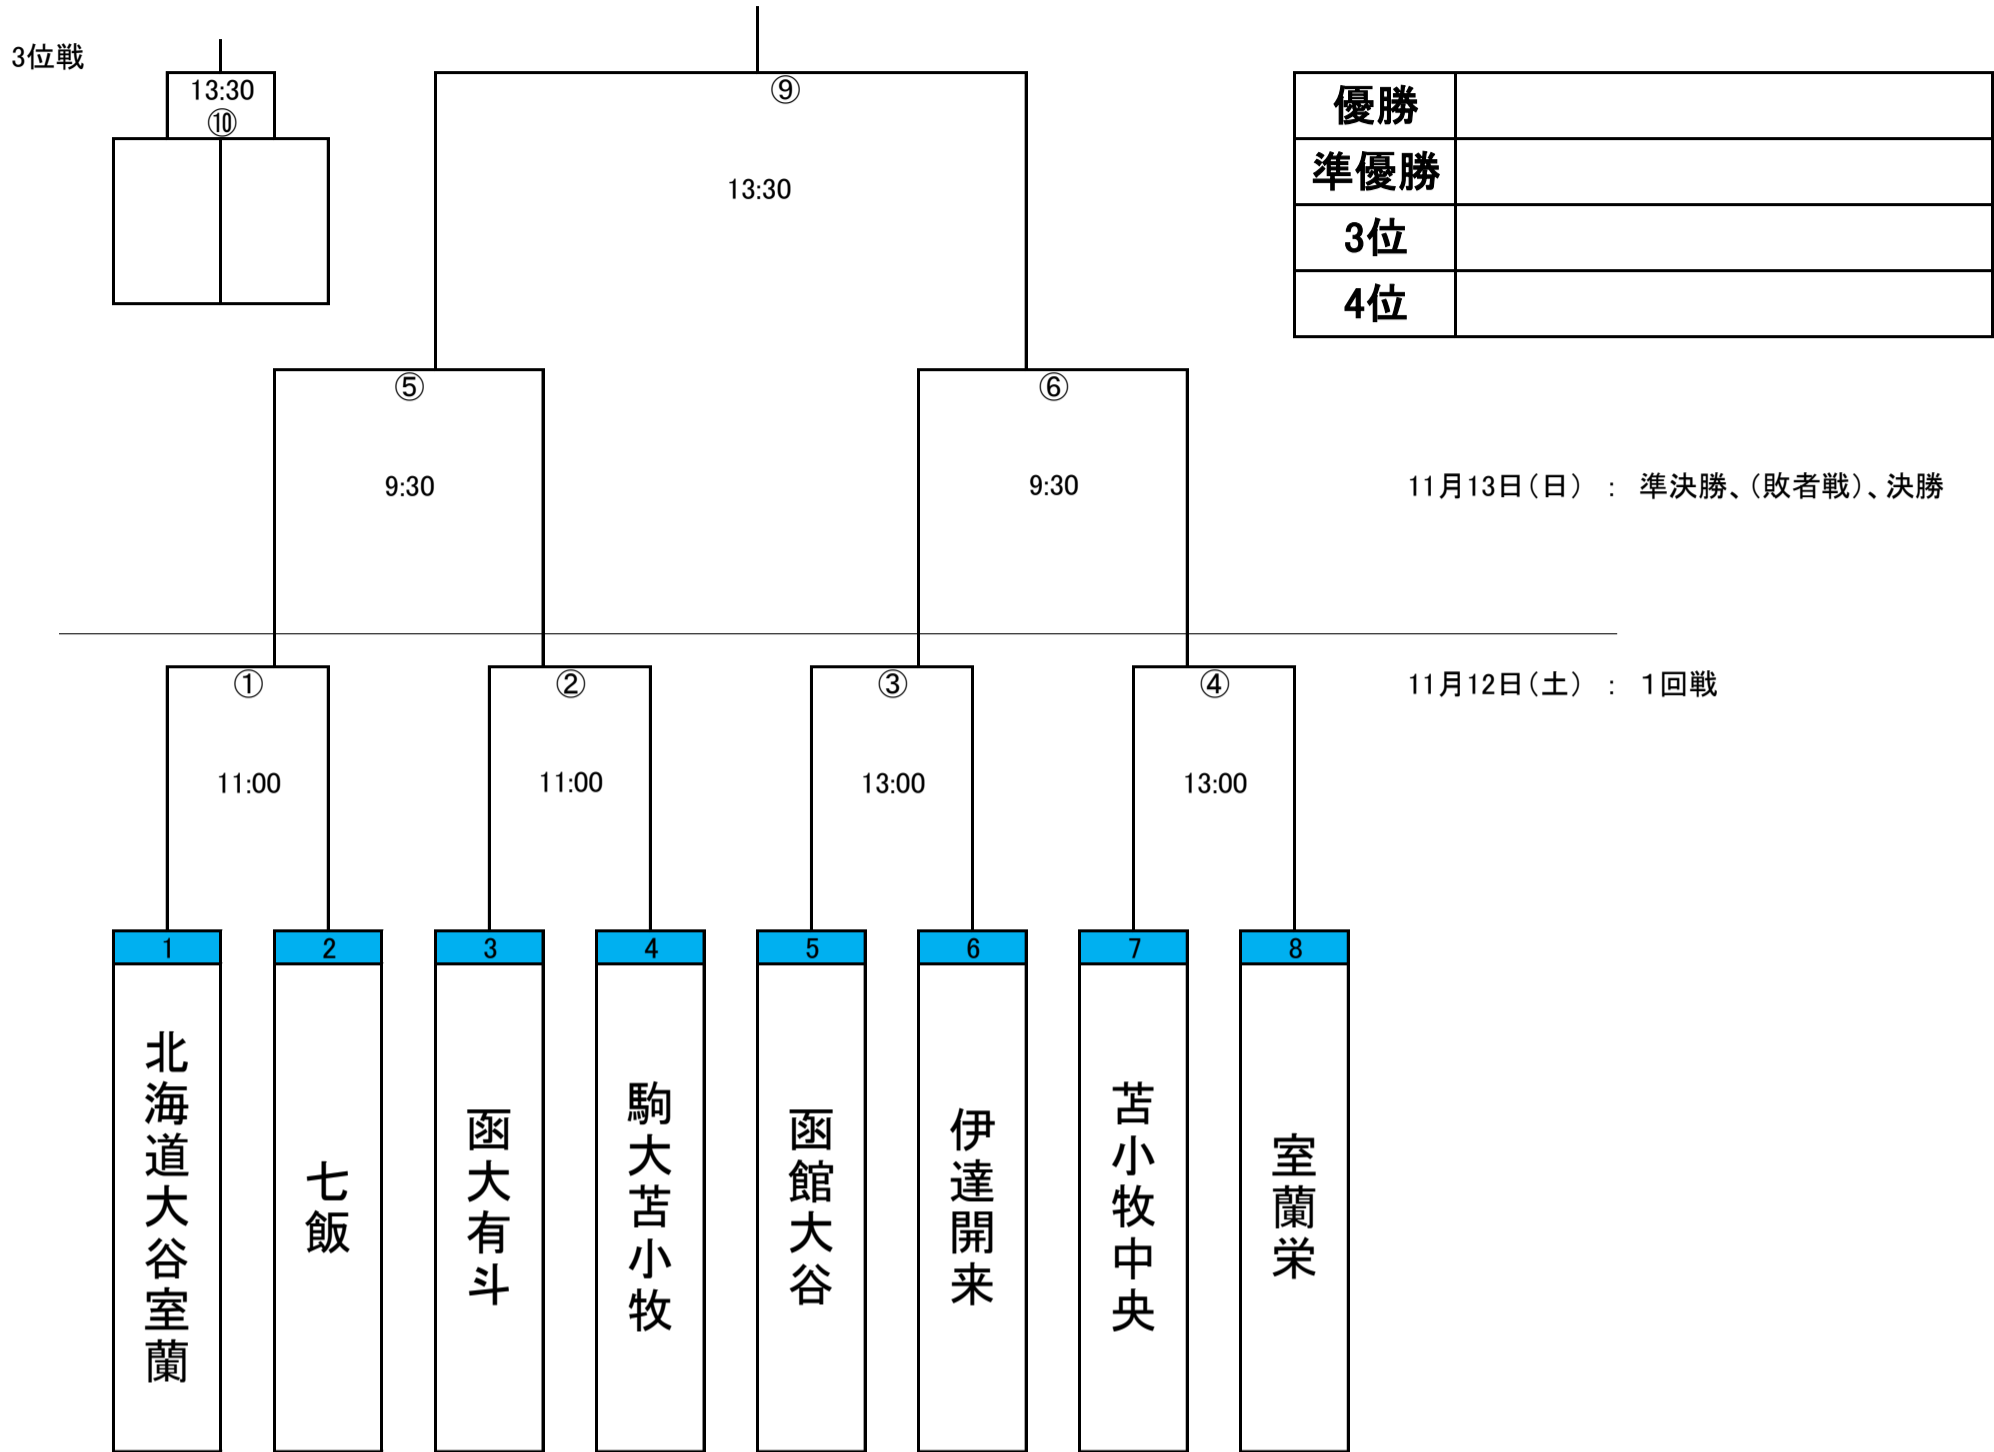 3位戦
13:30
⑩
⑨
13:30
優勝
準優勝
3位
4位
⑤
9:30
⑥
9:30
11月13日(日) : 準決勝、(敗者戦)、決勝
11月12日(土) : 1回戦
①
②
③
④
11:00
11:00
13:00
13:00
1
2
3
4
5
6
7
8
北海道大谷室蘭
七飯
函大有斗
駒大苫小牧
函館大谷
伊達開来
苫小牧中央
室蘭栄